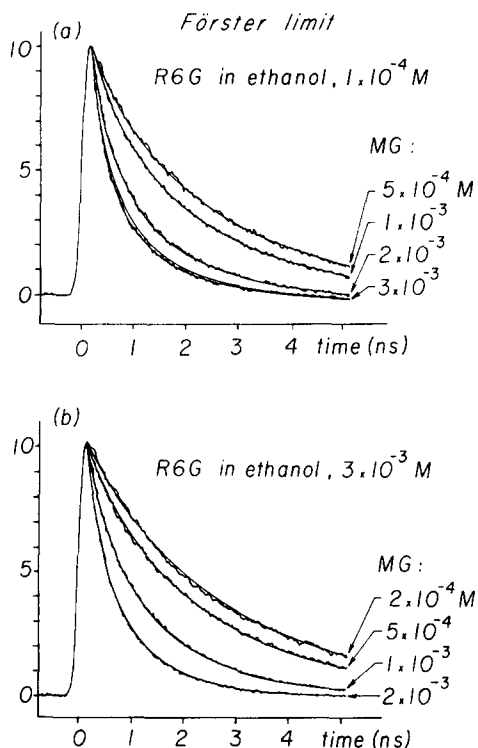 Förster limit
(a)
R6G in ethanol, 1×10⁻⁴ M
MG:
5×10⁻⁴ M
1×10⁻³
2×10⁻³
3×10⁻³
10
5
0
0 1 2 3 4 time (ns)
(b)
R6G in ethanol, 3×10⁻³ M
MG:
2×10⁻⁴ M
5×10⁻⁴
1×10⁻³
2×10⁻³
10
5
0
0 1 2 3 4 time (ns)